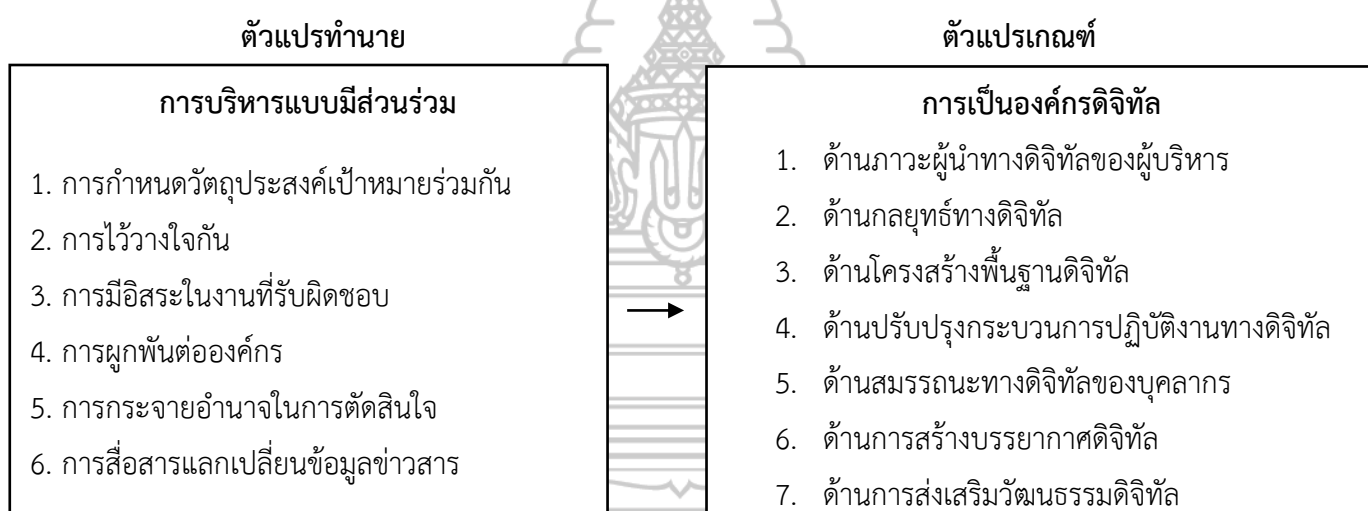 ตัวแปรทำนาย
การบริหารแบบมีส่วนร่วม
1. การกำหนดวัตถุประสงค์เป้าหมายร่วมกัน
2. การไว้วางใจกัน
3. การมีอิสระในงานที่รับผิดชอบ
4. การผูกพันต่อองค์กร
5. การกระจายอำนาจในการตัดสินใจ
6. การสื่อสารแลกเปลี่ยนข้อมูลข่าวสาร
ตัวแปรเกณฑ์
การเป็นองค์กรดิจิทัล
1. ด้านภาวะผู้นำทางดิจิทัลของผู้บริหาร
2. ด้านกลยุทธ์ทางดิจิทัล
3. ด้านโครงสร้างพื้นฐานดิจิทัล
4. ด้านปรับปรุงกระบวนการปฏิบัติงานทางดิจิทัล
5. ด้านสมรรถนะทางดิจิทัลของบุคลากร
6. ด้านการสร้างบรรยากาศดิจิทัล
7. ด้านการส่งเสริมวัฒนธรรมดิจิทัล